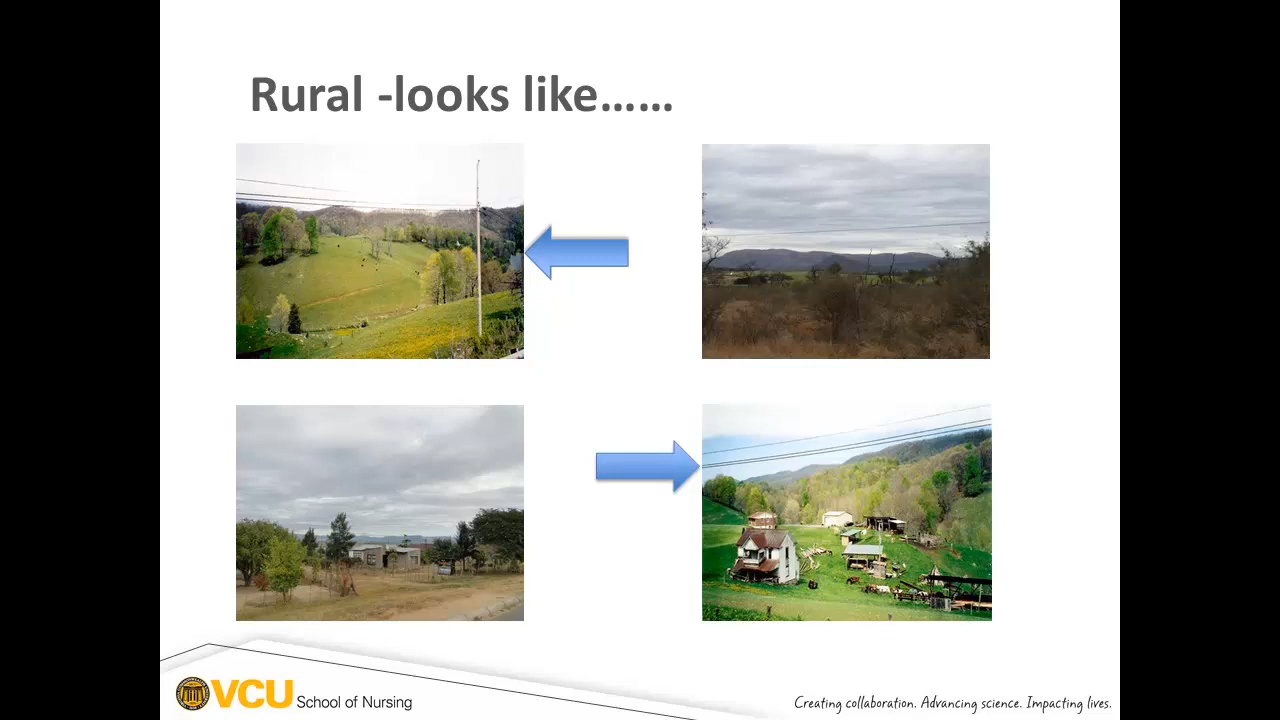 Rural -looks like……
VCU School of Nursing
Creating collaboration. Advancing science. Impacting lives.